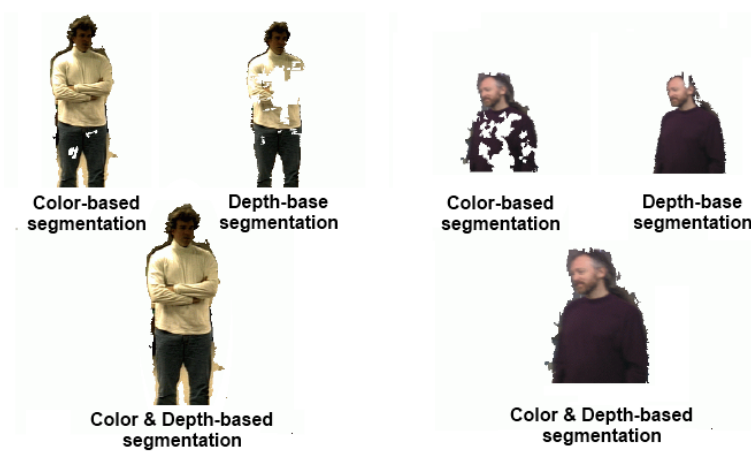 Color-based
segmentation
Depth-base
segmentation
Color-based
segmentation
Depth-base
segmentation
Color & Depth-based
segmentation
Color & Depth-based
segmentation